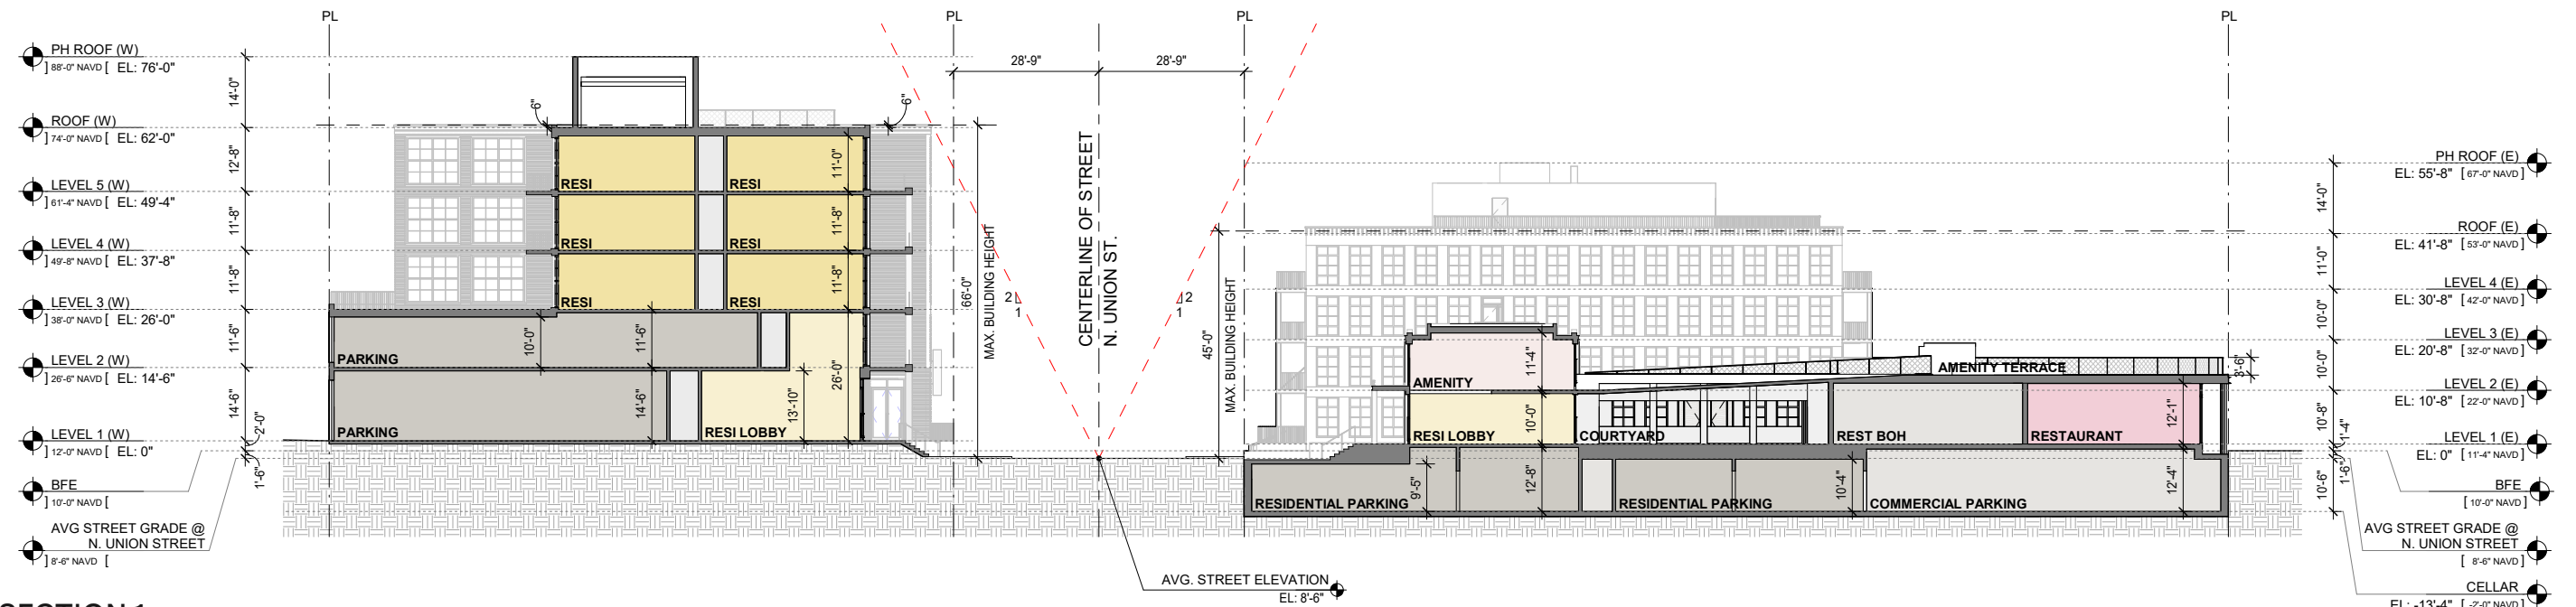 PL
PL
PL
PL
PH ROOF (W)
] 88'-0" NAVD [ EL: 76'-0"
ROOF (W)
] 74'-0" NAVD [ EL: 62'-0"
LEVEL 5 (W)
] 61'-4" NAVD [ EL: 49'-4"
LEVEL 4 (W)
] 49'-8" NAVD [ EL: 37'-8"
LEVEL 3 (W)
] 38'-0" NAVD [ EL: 26'-0"
LEVEL 2 (W)
] 26'-6" NAVD [ EL: 14'-6"
LEVEL 1 (W)
] 12'-0" NAVD [ EL: 0"
BFE
] 10'-0" NAVD [
AVG STREET GRADE @
N. UNION STREET
] 8'-6" NAVD [
14'-0"
12'-8"
11'-8"
11'-8"
11'-6"
14'-6"
2'-0"
1'-6"
6"
6"
RESI
RESI
11'-0"
RESI
RESI
11'-8"
RESI
RESI
11'-8"
PARKING
10'-0"
11'-6"
26'-0"
PARKING
14'-6"
RESI LOBBY
13'-10"
66'-0"
MAX. BUILDING HEIGHT
28'-9"
28'-9"
CENTERLINE OF STREET
N. UNION ST.
2
1
2
1
45'-0"
MAX. BUILDING HEIGHT
AVG. STREET ELEVATION
EL: 8'-6"
AMENITY
11'-4"
AMENITY TERRACE
3'-6"
RESI LOBBY
10'-0"
COURTYARD
REST BOH
RESTAURANT
12'-1"
RESIDENTIAL PARKING
9'-5"
12'-8"
RESIDENTIAL PARKING
10'-4"
COMMERCIAL PARKING
12'-4"
14'-0"
11'-0"
10'-0"
10'-0"
10'-8"
1'-4"
1'-6"
10'-6"
PH ROOF (E)
EL: 55'-8" [ 67'-0" NAVD ]
ROOF (E)
EL: 41'-8" [ 53'-0" NAVD ]
LEVEL 4 (E)
EL: 30'-8" [ 42'-0" NAVD ]
LEVEL 3 (E)
EL: 20'-8" [ 32'-0" NAVD ]
LEVEL 2 (E)
EL: 10'-8" [ 22'-0" NAVD ]
LEVEL 1 (E)
EL: 0" [ 11'-4" NAVD ]
BFE
[ 10'-0" NAVD ]
AVG STREET GRADE @
N. UNION STREET
[ 8'-6" NAVD ]
CELLAR
EL: -13'-4" [ -2'-0" NAVD ]
SECTION 1